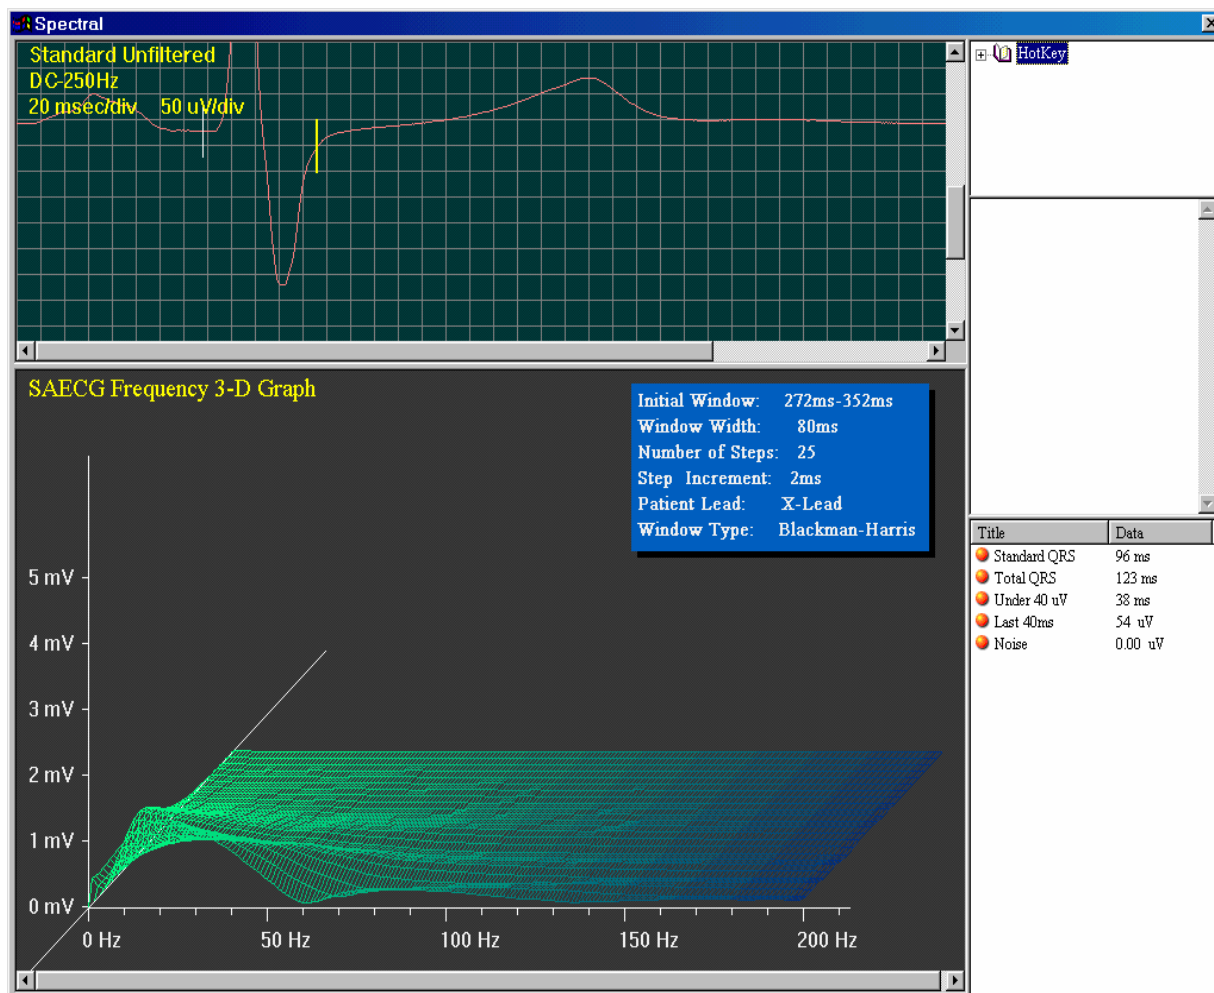 Spectral
Standard Unfiltered
DC-250Hz
20 msec/div 50 uV/div
HotKey
SAECG Frequency 3-D Graph
Initial Window: 272ms-352ms
Window Width: 80ms
Number of Steps: 25
Step Increment: 2ms
Patient Lead: X-Lead
Window Type: Blackman-Harris
5 mV
4 mV
3 mV
2 mV
1 mV
0 mV
0 Hz 50 Hz 100 Hz 150 Hz 200 Hz
Title Data
Standard QRS 96 ms
Total QRS 123 ms
Under 40 uV 38 ms
Last 40ms 54 uV
Noise 0.00 uV